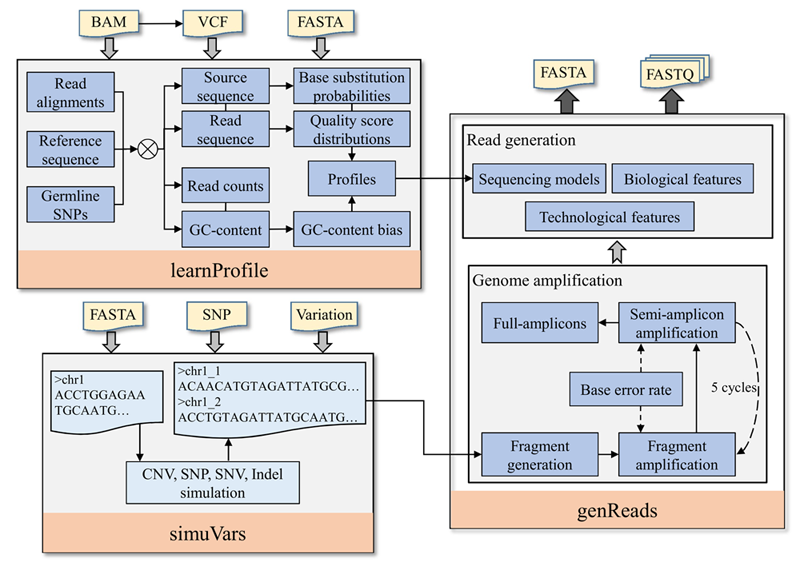 BAM
VCF
FASTA
Read
alignments
Reference
sequence
Germline
SNPs
Source
sequence
Read
sequence
Read counts
GC-content
Base substitution
probabilities
Quality score
distributions
Profiles
GC-content bias
learnProfile
FASTA
SNP
Variation
>chr1
ACCTGGAGAA
TGCAATG…
>chr1_1
ACAACATGTAGATTATGCG…
>chr1_2
ACCTGTAGATTATGCAATG…
CNV, SNP, SNV, Indel
simulation
simuVars
FASTA
FASTQ
Read generation
Sequencing models
Biological features
Technological features
Genome amplification
Full-amplicons
Semi-amplicon
amplification
Base error rate
5 cycles
Fragment
generation
Fragment
amplification
genReads